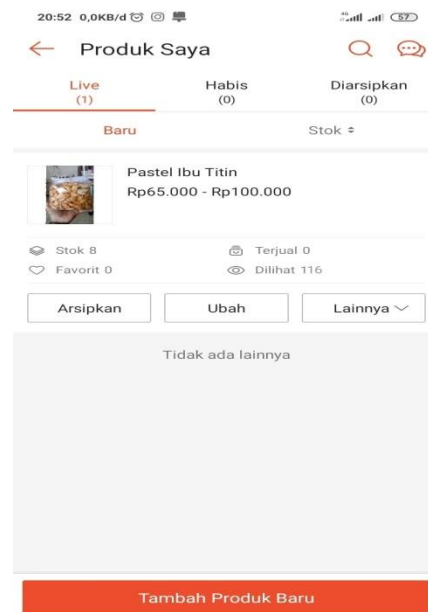 20:52 0,0KB/d 57
Produk Saya
Live Habis Diarsipkan
(1) (0) (0)
Baru Stok
Pastel Ibu Titin
Rp65.000 - Rp100.000
Stok 8 Terjual 0
Favorit 0 Dilihat 116
Arsipkan Ubah Lainnya
Tidak ada lainnya
Tambah Produk Baru